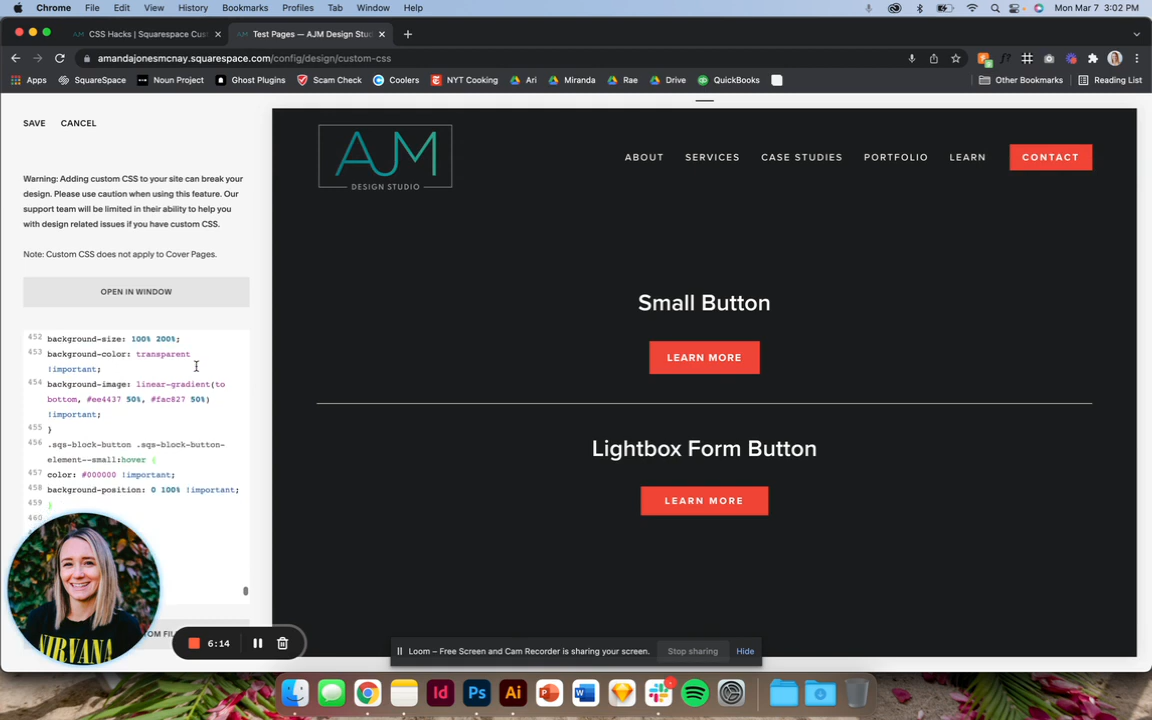 Chrome File Edit View History Bookmarks Profiles Tab Window Help Mon Mar 7 3:02 PM
CSS Hacks | Squarespace Cus Test Pages — AJM Design Stu
amandajonesmcnay.squarespace.com/config/design/custom-css
Apps SquareSpace Noun Project Ghost Plugins Scam Check Coolers NYT Cooking Ari Miranda Rae Drive QuickBooks Other Bookmarks Reading List
SAVE CANCEL
Warning: Adding custom CSS to your site can break your
design. Please use caution when using this feature. Our
support team will be limited in their ability to help you
with design related issues if you have custom CSS.
Note: Custom CSS does not apply to Cover Pages.
OPEN IN WINDOW
452 background-size: 100% 200%;
453 background-color: transparent
!important;
454 background-image: linear-gradient(to
bottom, #ee4437 50%, #fac827 50%)
!important;
455 }
456 .sqs-block-button .sqs-block-button-
element--small:hover {
457 color: #000000 !important;
458 background-position: 0 100% !important;
459 }
460
TOM FIL
NIRVANA
6:14
AJM
DESIGN STUDIO
ABOUT SERVICES CASE STUDIES PORTFOLIO LEARN CONTACT
Small Button
LEARN MORE
Lightbox Form Button
LEARN MORE
Loom – Free Screen and Cam Recorder is sharing your screen. Stop sharing Hide
Id Ps Ai P W